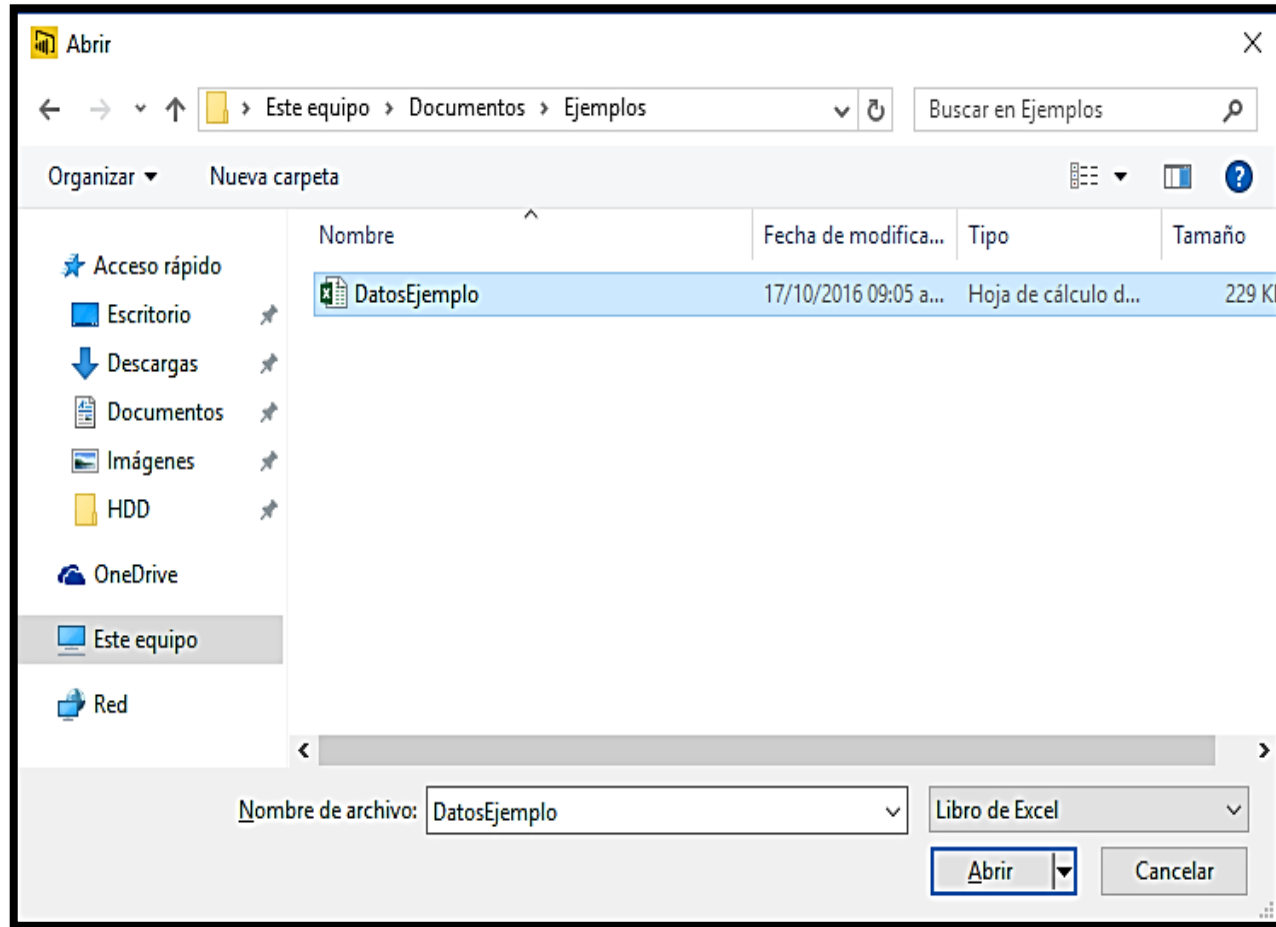 Abrir
Este equipo > Documentos > Ejemplos
Buscar en Ejemplos
Organizar
Nueva carpeta
Nombre
Fecha de modifica...
Tipo
Tamaño
DatosEjemplo
17/10/2016 09:05 a...
Hoja de cálculo d...
229 K
Acceso rápido
Escritorio
Descargas
Documentos
Imágenes
HDD
OneDrive
Este equipo
Red
Nombre de archivo: DatosEjemplo
Libro de Excel
Abrir
Cancelar